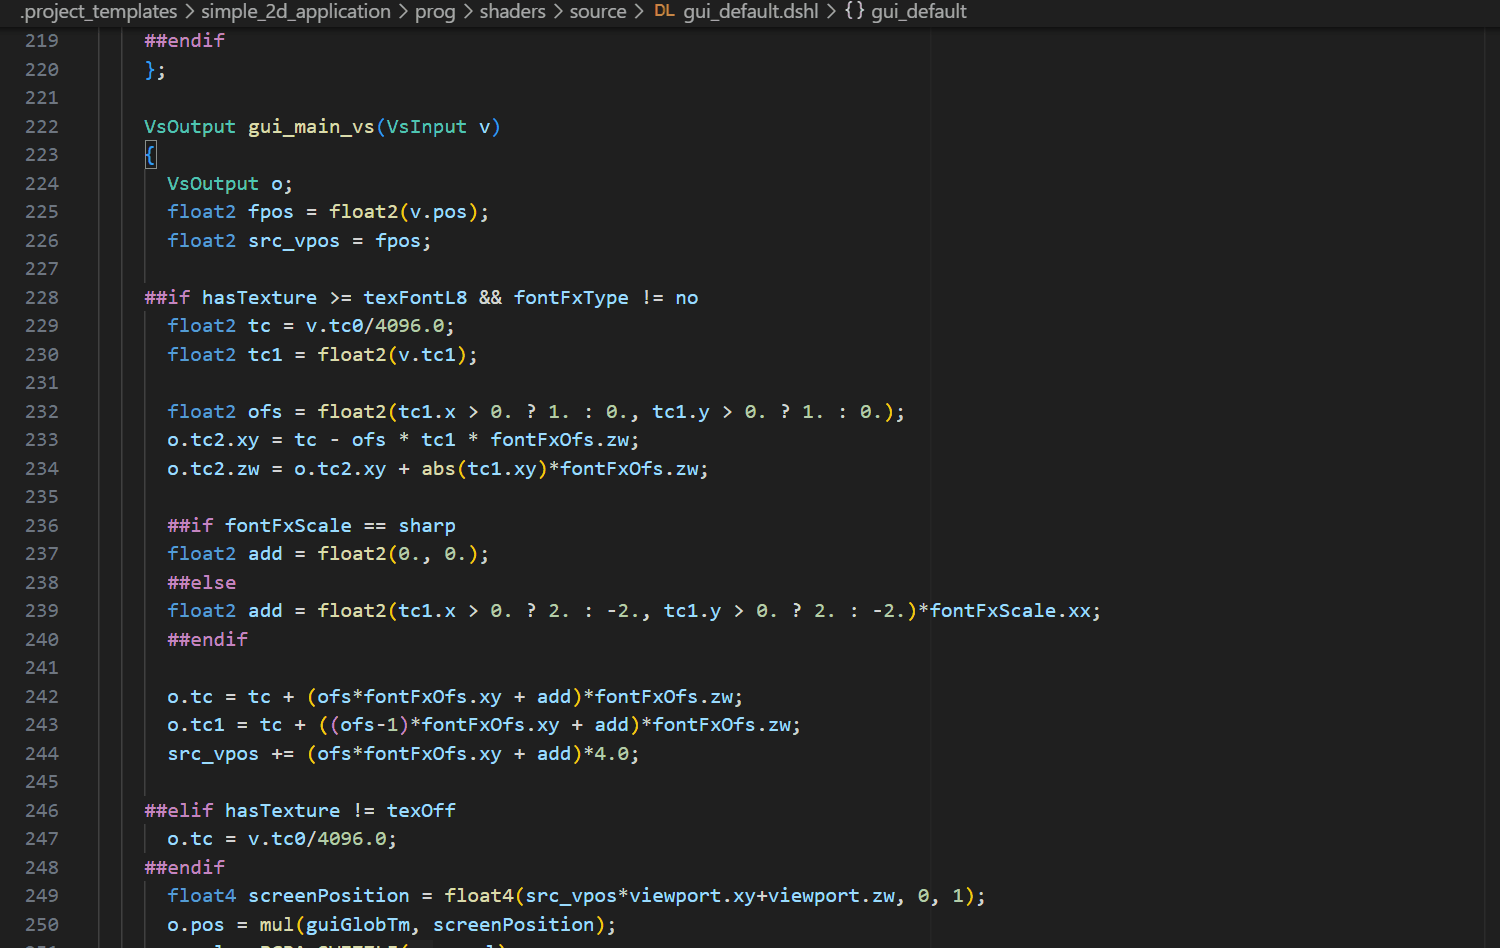 .project_templates > simple_2d_application > prog > shaders > source > DL gui_default.dshl > {} gui_default
219 ##endif
220 };
221
222 VsOutput gui_main_vs(VsInput v)
223 {
224 VsOutput o;
225 float2 fpos = float2(v.pos);
226 float2 src_vpos = fpos;
227
228 ##if hasTexture >= texFontL8 && fontFxType != no
229 float2 tc = v.tc0/4096.0;
230 float2 tc1 = float2(v.tc1);
231
232 float2 ofs = float2(tc1.x > 0. ? 1. : 0., tc1.y > 0. ? 1. : 0.);
233 o.tc2.xy = tc - ofs * tc1 * fontFxOfs.zw;
234 o.tc2.zw = o.tc2.xy + abs(tc1.xy)*fontFxOfs.zw;
235
236 ##if fontFxScale == sharp
237 float2 add = float2(0., 0.);
238 ##else
239 float2 add = float2(tc1.x > 0. ? 2. : -2., tc1.y > 0. ? 2. : -2.)*fontFxScale.xx;
240 ##endif
241
242 o.tc = tc + (ofs*fontFxOfs.xy + add)*fontFxOfs.zw;
243 o.tc1 = tc + ((ofs-1)*fontFxOfs.xy + add)*fontFxOfs.zw;
244 src_vpos += (ofs*fontFxOfs.xy + add)*4.0;
245
246 ##elif hasTexture != texOff
247 o.tc = v.tc0/4096.0;
248 ##endif
249 float4 screenPosition = float4(src_vpos*viewport.xy+viewport.zw, 0, 1);
250 o.pos = mul(guiGlobTm, screenPosition);